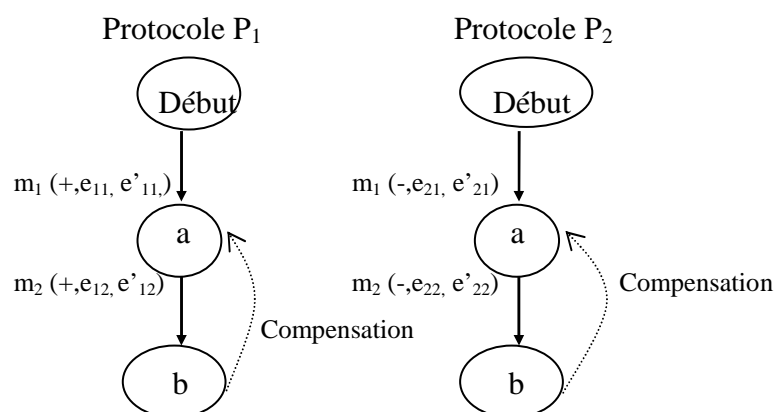 Protocole P₁ Protocole P₂
Début Début
m₁ (+,e₁₁, e’₁₁,) m₁ (-,e₂₁, e’₂₁)
a a
m₂ (+,e₁₂, e’₁₂) m₂ (-,e₂₂, e’₂₂)
Compensation Compensation
b b